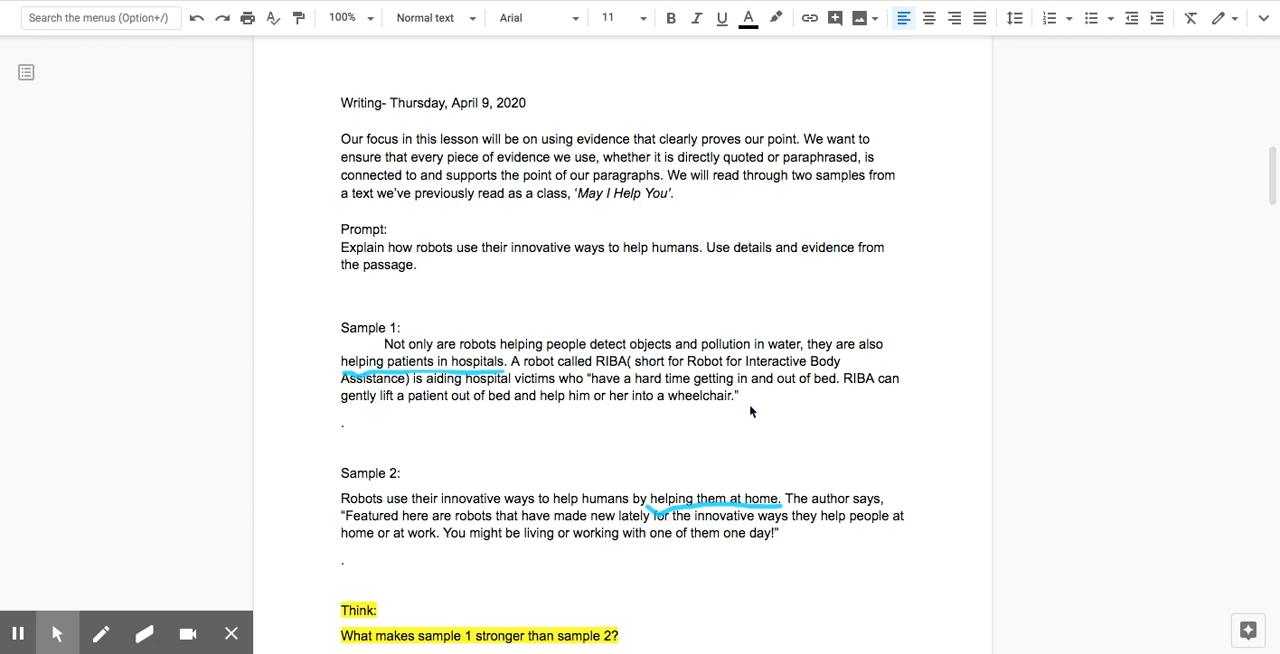 Search the menus (Option+/)
100%
Normal text
Arial
11
B I U A
Writing- Thursday, April 9, 2020
Our focus in this lesson will be on using evidence that clearly proves our point. We want to
ensure that every piece of evidence we use, whether it is directly quoted or paraphrased, is
connected to and supports the point of our paragraphs. We will read through two samples from
a text we’ve previously read as a class, ‘May I Help You’.
Prompt:
Explain how robots use their innovative ways to help humans. Use details and evidence from
the passage.
Sample 1:
Not only are robots helping people detect objects and pollution in water, they are also
helping patients in hospitals. A robot called RIBA( short for Robot for Interactive Body
Assistance) is aiding hospital victims who “have a hard time getting in and out of bed. RIBA can
gently lift a patient out of bed and help him or her into a wheelchair.”
.
Sample 2:
Robots use their innovative ways to help humans by helping them at home. The author says,
“Featured here are robots that have made new lately for the innovative ways they help people at
home or at work. You might be living or working with one of them one day!”
.
Think:
What makes sample 1 stronger than sample 2?